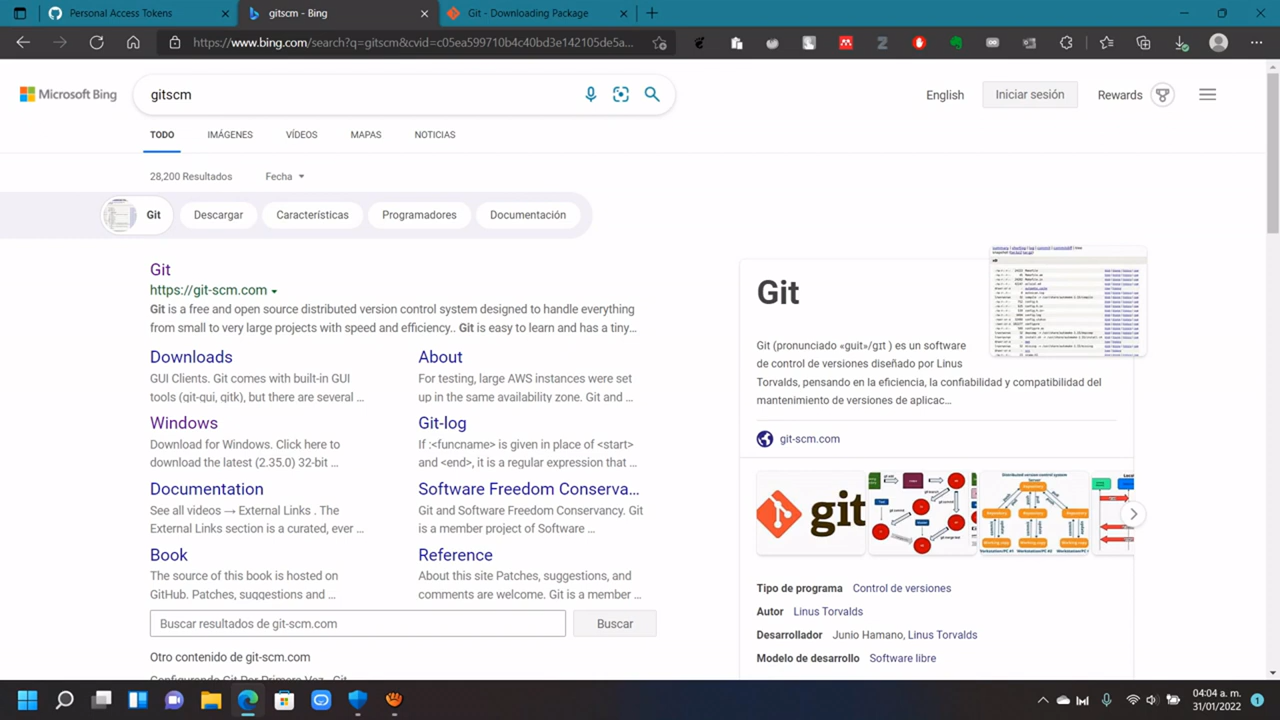 Personal Access Tokens
gitscm - Bing
Git - Downloading Package
https://www.bing.com/search?q=gitscm&cvid=c05ea599710b4c40bd3e142105de5a...
Microsoft Bing
gitscm
English
Iniciar sesión
Rewards
TODO
IMÁGENES
VÍDEOS
MAPAS
NOTICIAS
28,200 Resultados
Fecha
Git
Descargar
Características
Programadores
Documentación
Git
https://git-scm.com
Git is a free and open source distributed version control system designed to handle everything
from small to very large projects with speed and efficiency.. Git is easy to learn and has a tiny...
Downloads
GUI Clients. Git comes with built-in GUI
tools (git-gui, gitk), but there are several ...
About
For testing, large AWS instances were set
up in the same availability zone. Git and ...
Windows
Download for Windows. Click here to
download the latest (2.35.0) 32-bit ...
Git-log
If :<funcname> is given in place of <start>
and <end>, it is a regular expression that ...
Documentation
See all videos → External Links . The
External Links section is a curated, ...
Software Freedom Conserva...
Git and Software Freedom Conservancy. Git
is a member project of Software ...
Book
The source of this book is hosted on
GitHub. Patches, suggestions and ...
Reference
About this site Patches, suggestions, and
comments are welcome. Git is a member ...
Buscar resultados de git-scm.com
Buscar
Otro contenido de git-scm.com
Git
Git (pronunciado «guit»/gɪt ) es un software
de control de versiones diseñado por Linus
Torvalds, pensando en la eficiencia, la confiabilidad y compatibilidad del
mantenimiento de versiones de aplicac...
git-scm.com
git
Tipo de programa Control de versiones
Autor Linus Torvalds
Desarrollador Junio Hamano, Linus Torvalds
Modelo de desarrollo Software libre
04:04 a. m.
31/01/2022